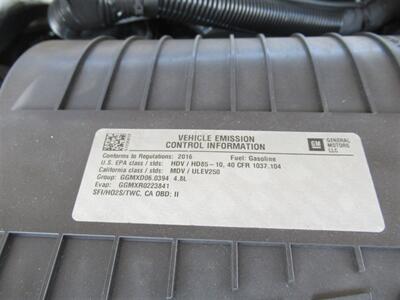 VEHICLE EMISSION
CONTROL INFORMATION
GM
GENERAL MOTORS LLC
Conforms to Regulations: 2016 Fuel: Gasoline
U.S. EPA class / stds: HDV / HD85-10, 40 CFR 1037.104
California class / stds: MDV / ULEV250
Group: GGMXD06.0394 4.8L
Evap: GGMXR0223841
SFI/HO2S/TWC, CA OBD: II